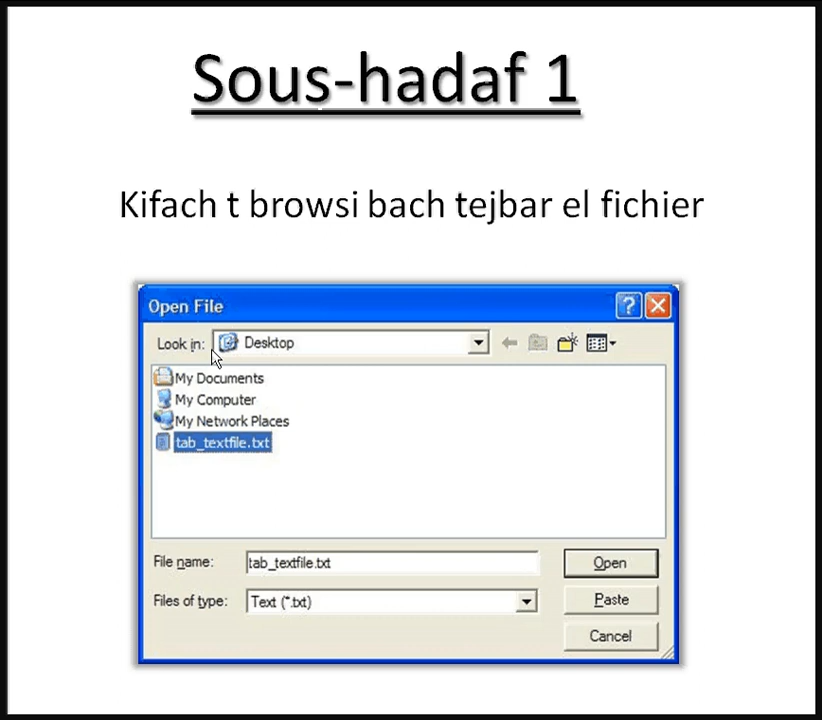 Sous-hadaf 1
Kifach t browsi bach tejbar el fichier
Open File
Look in: Desktop
My Documents
My Computer
My Network Places
tab_textfile.txt
File name: tab_textfile.txt Open
Files of type: Text (*.txt) Paste
Cancel